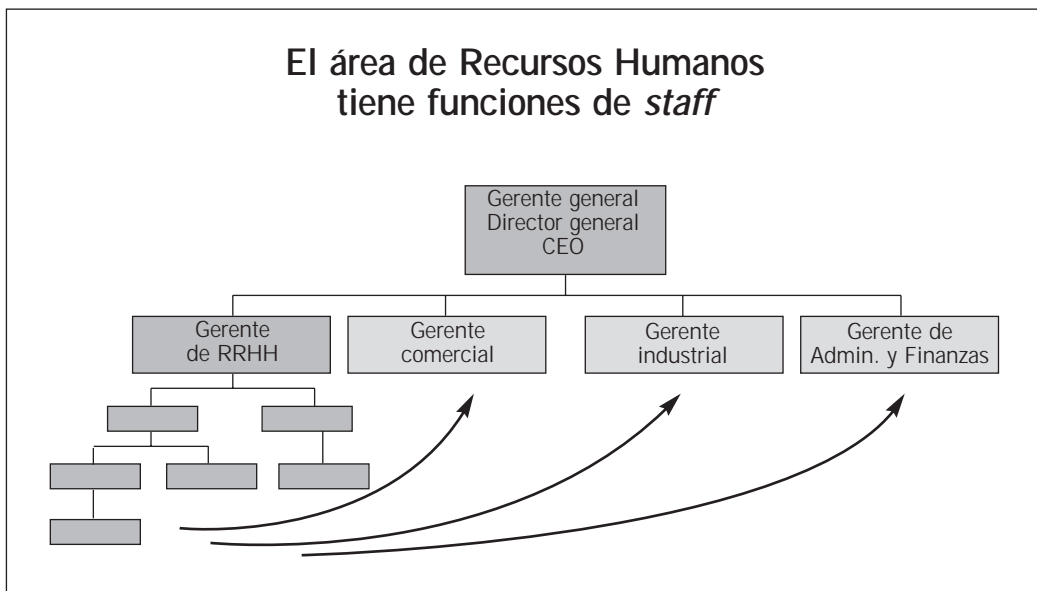 El área de Recursos Humanos
tiene funciones de staff
Gerente general
Director general
CEO
Gerente
de RRHH
Gerente
comercial
Gerente
industrial
Gerente de
Admin. y Finanzas